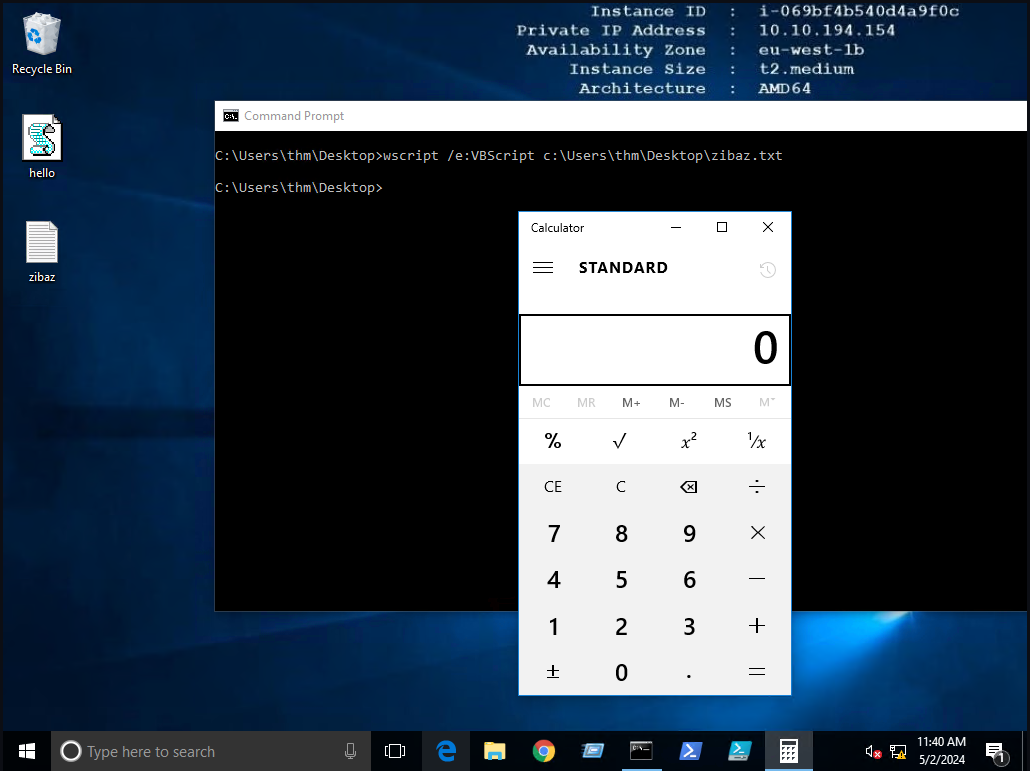 Instance ID : i-069bf4b540d4a9f0c
Private IP Address : 10.10.194.154
Availability Zone : eu-west-1b
Instance Size : t2.medium
Architecture : AMD64
Recycle Bin
hello
zibaz
Command Prompt
C:\Users\thm\Desktop>wscript /e:VBScript c:\Users\thm\Desktop\zibaz.txt
C:\Users\thm\Desktop>
Calculator
STANDARD
0
MC MR M+ M- MS M˅
% √ x² ¹/x
CE C ÷
7 8 9 ×
4 5 6 −
1 2 3 +
± 0 . =
Type here to search
11:40 AM
5/2/2024
1